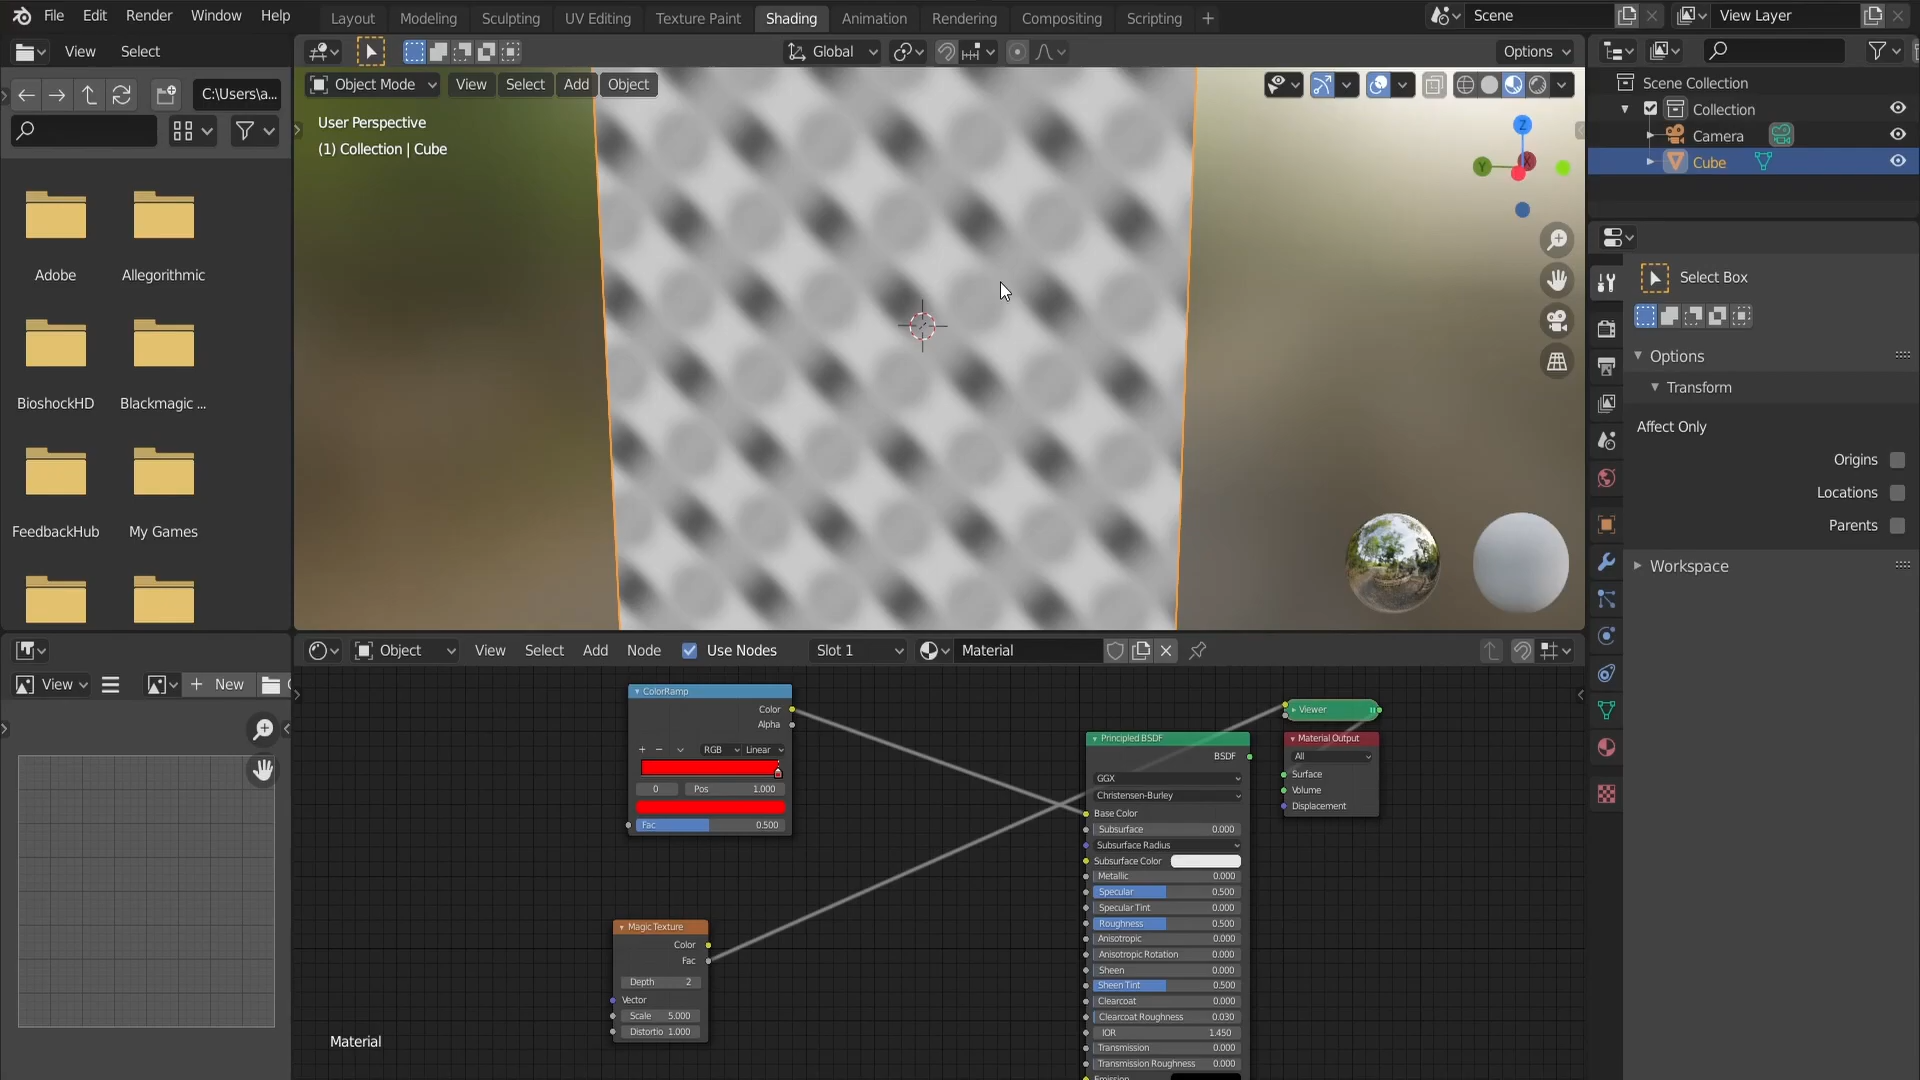 File Edit Render Window Help
Layout Modeling Sculpting UV Editing Texture Paint Shading Animation Rendering Compositing Scripting +
Scene
View Layer
View Select
Global
Options
C:\Users\a...
Object Mode View Select Add Object
User Perspective
(1) Collection | Cube
Z
Y
X
Adobe
Allegorithmic
BioshockHD
Blackmagic ...
FeedbackHub
My Games
Scene Collection
Collection
Camera
Cube
Select Box
Options
Transform
Affect Only
Origins
Locations
Parents
Workspace
Object View Select Add Node Use Nodes Slot 1 Material
View
+ New
ColorRamp
Color
Alpha
+ − RGB Linear
0 Pos 1.000
Fac 0.500
Magic Texture
Color
Fac
Depth 2
Vector
Scale 5.000
Distortio 1.000
Principled BSDF
BSDF
GGX
Christensen-Burley
Base Color
Subsurface 0.000
Subsurface Radius
Subsurface Color
Metallic 0.000
Specular 0.500
Specular Tint 0.000
Roughness 0.500
Anisotropic 0.000
Anisotropic Rotation 0.000
Sheen 0.000
Sheen Tint 0.500
Clearcoat 0.000
Clearcoat Roughness 0.030
IOR 1.450
Transmission 0.000
Transmission Roughness 0.000
Emission
Viewer
Material Output
All
Surface
Volume
Displacement
Material